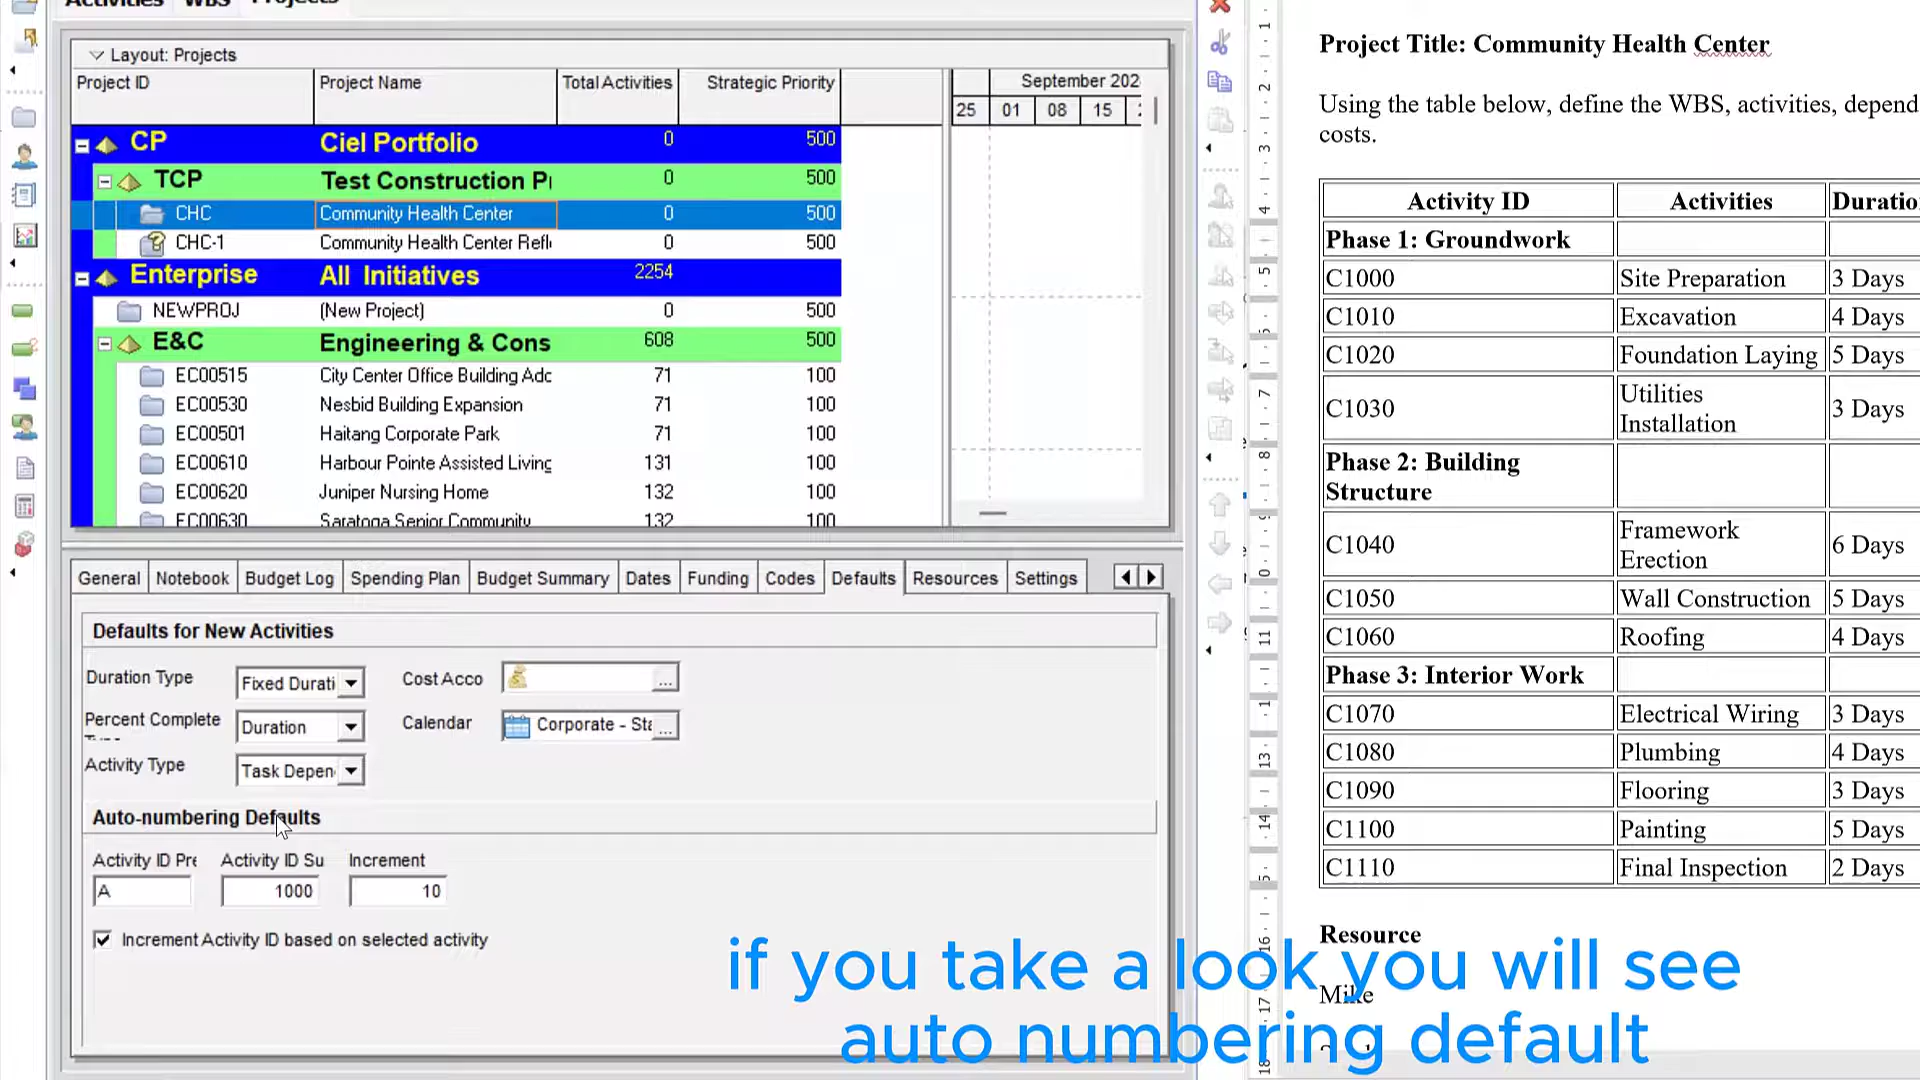 Activities WBS Projects
Layout: Projects
Project ID Project Name Total Activities Strategic Priority
September 202
25 01 08 15
CP Ciel Portfolio 0 500
TCP Test Construction 0 500
CHC Community Health Center 0 500
CHC-1 Community Health Center 0 500
Enterprise All Initiatives 2254
NEWPROJ (New Project) 0 500
E&C Engineering & Cons 608 500
EC00515 City Center Office Building 71 100
EC00530 Nesbid Building Expansion 71 100
EC00501 Haitang Corporate Park 71 100
EC00610 Harbour Pointe Assisted Living 131 100
EC00620 Juniper Nursing Home 132 100
EC00630 Saratoga Senior Community 132 100
General Notebook Budget Log Spending Plan Budget Summary Dates Funding Codes Defaults Resources Settings
Defaults for New Activities
Duration Type Fixed Durati Cost Acco ...
Percent Complete Duration Calendar Corporate - Sta ...
Activity Type Task Depen
Auto-numbering Defaults
Activity ID Pre Activity ID Su Increment
A 1000 10
Increment Activity ID based on selected activity
Project Title: Community Health Center
Using the table below, define the WBS, activities, depend
costs.
Activity ID Activities Duratio
Phase 1: Groundwork
C1000 Site Preparation 3 Days
C1010 Excavation 4 Days
C1020 Foundation Laying 5 Days
C1030 Utilities Installation 3 Days
Phase 2: Building
Structure
C1040 Framework Erection 6 Days
C1050 Wall Construction 5 Days
C1060 Roofing 4 Days
Phase 3: Interior Work
C1070 Electrical Wiring 3 Days
C1080 Plumbing 4 Days
C1090 Flooring 3 Days
C1100 Painting 5 Days
C1110 Final Inspection 2 Days
Resource
Mike
if you take a look you will see
auto numbering default